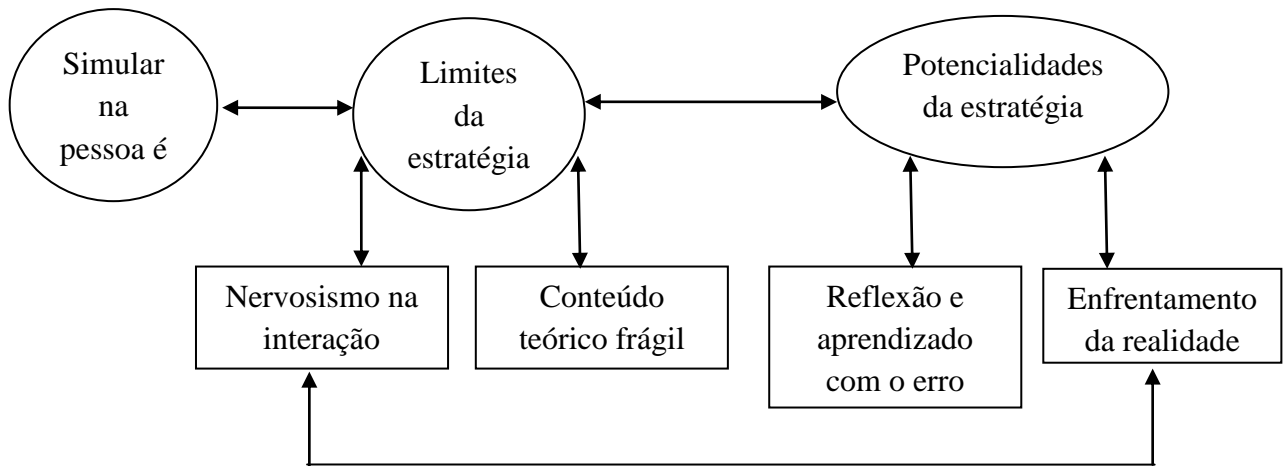 Simular
na
pessoa é
Limites
da
estratégia
Potencialidades
da estratégia
Nervosismo na
interação
Conteúdo
teórico frágil
Reflexão e
aprendizado
com o erro
Enfrentamento
da realidade